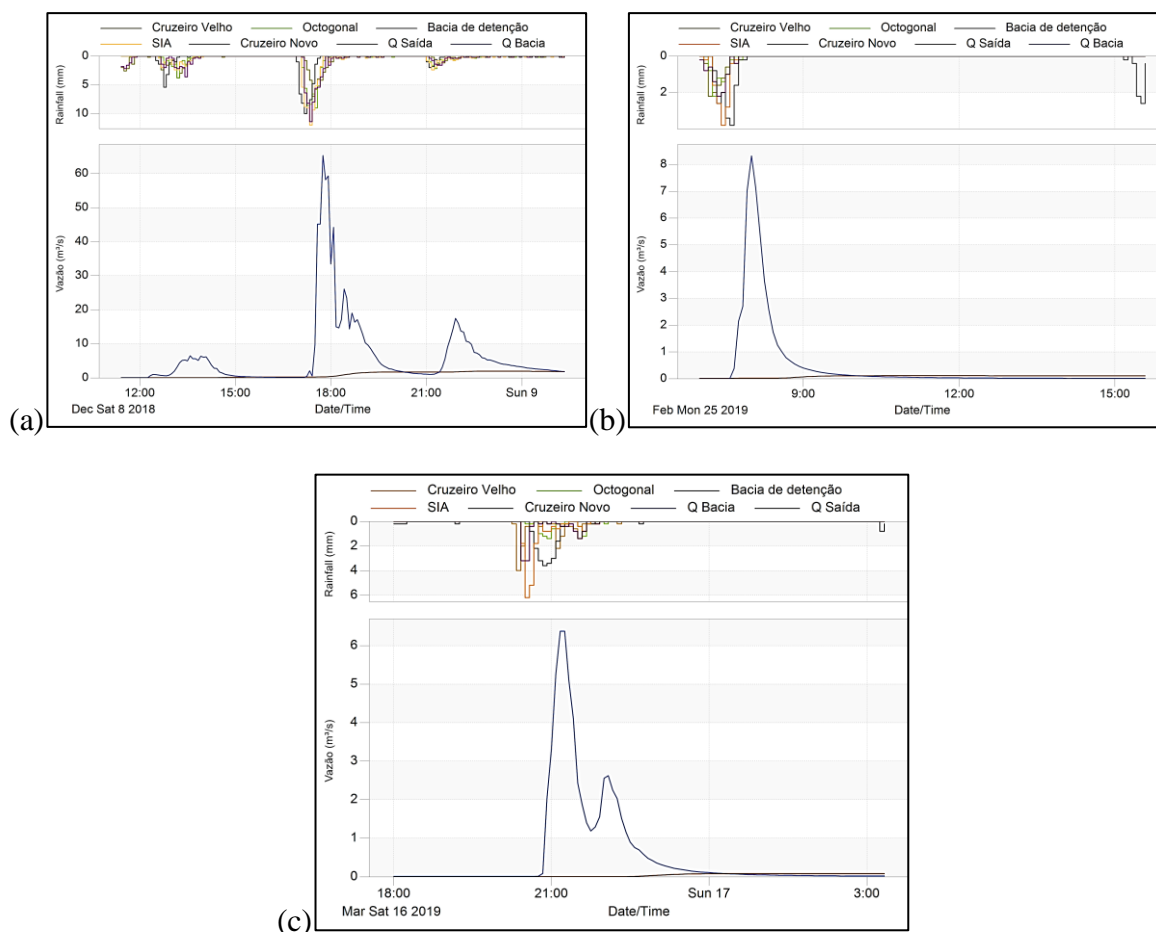 Cruzeiro Velho Octogonal Bacia de detenção
SIA Cruzeiro Novo Q Saída Q Bacia
0
5
10
Rainfall (mm)
60
50
40
30
20
10
0
Vazão (m³/s)
12:00 15:00 18:00 21:00 Sun 9
Dec Sat 8 2018 Date/Time
(a)
Cruzeiro Velho Octogonal Bacia de detenção
SIA Cruzeiro Novo Q Saída Q Bacia
0
2
Rainfall (mm)
8
7
6
5
4
3
2
1
0
Vazão (m³/s)
9:00 12:00 15:00
Feb Mon 25 2019 Date/Time
(b)
Cruzeiro Velho Octogonal Bacia de detenção
SIA Cruzeiro Novo Q Bacia Q Saída
0
2
4
6
Rainfall (mm)
6
5
4
3
2
1
0
Vazão (m³/s)
18:00 21:00 Sun 17 3:00
Mar Sat 16 2019 Date/Time
(c)